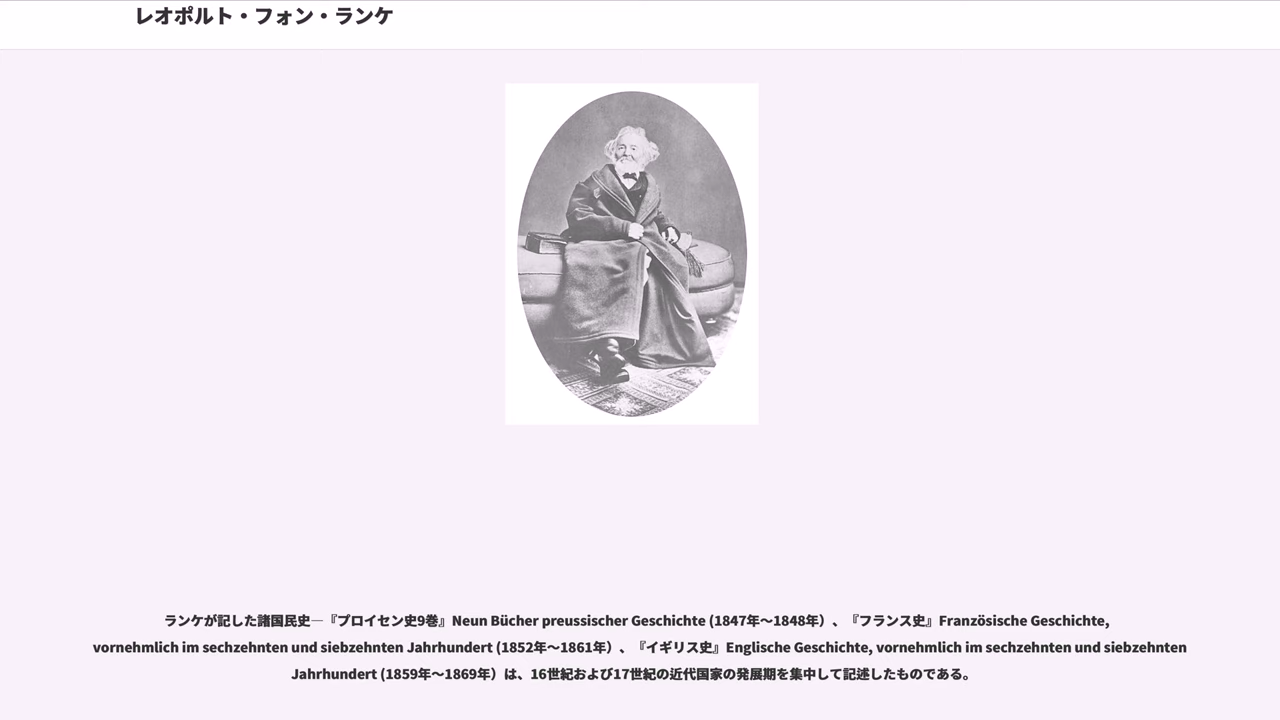 レオポルト・フォン・ランケ
ランケが記した諸国民史―『プロイセン史9巻』Neun Bücher preussischer Geschichte (1847年〜1848年）、『フランス史』Französische Geschichte,
vornehmlich im sechzehnten und siebzehnten Jahrhundert (1852年〜1861年）、『イギリス史』Englische Geschichte, vornehmlich im sechzehnten und siebzehnten
Jahrhundert (1859年〜1869年）は、16世紀および17世紀の近代国家の発展期を集中して記述したものである。